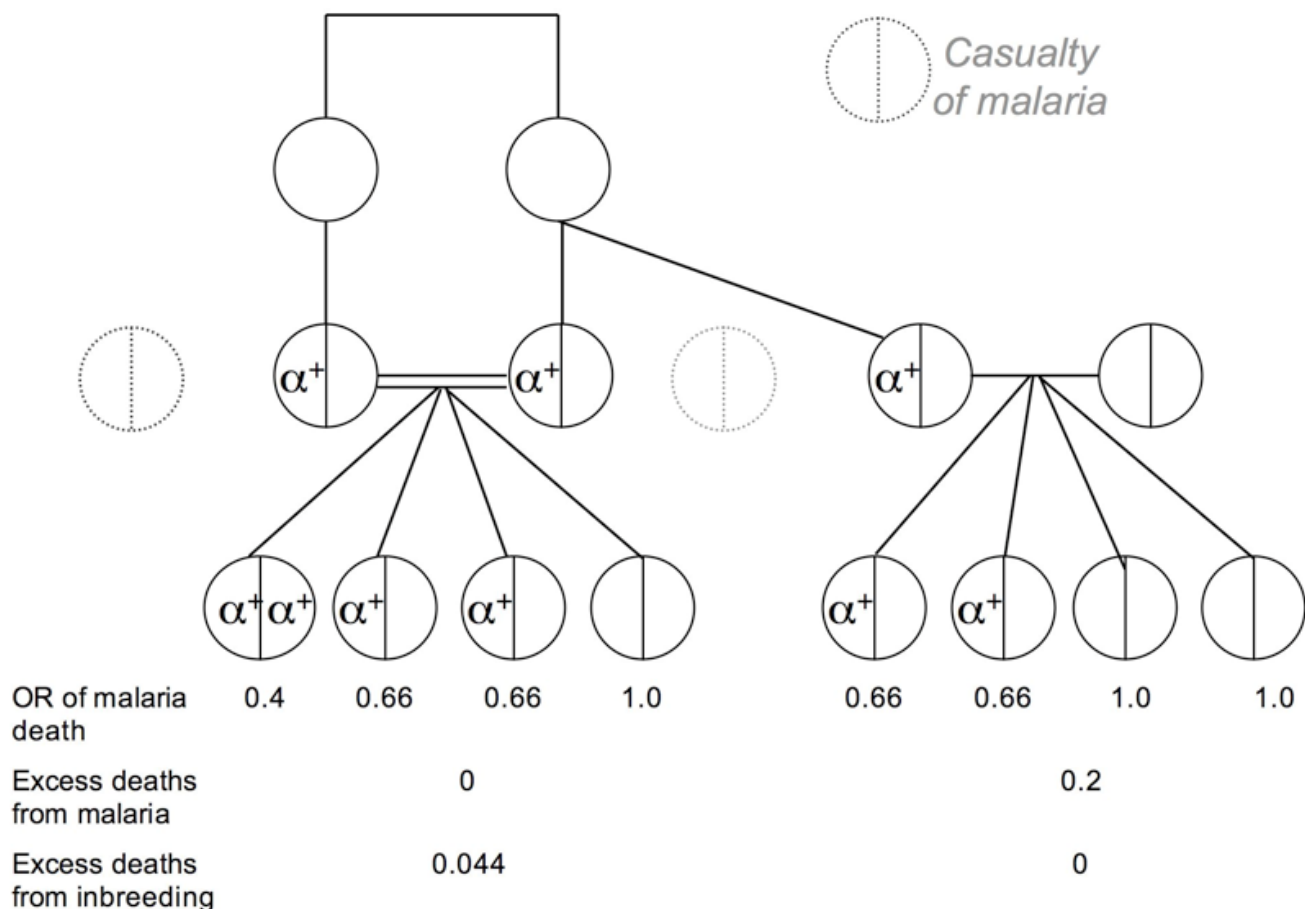 Casualty
of malaria
α⁺ α⁺ α⁺
α⁺ α⁺ α⁺ α⁺ α⁺ α⁺
OR of malaria 0.4 0.66 0.66 1.0 0.66 0.66 1.0 1.0
death
Excess deaths 0 0.2
from malaria
Excess deaths 0.044 0
from inbreeding